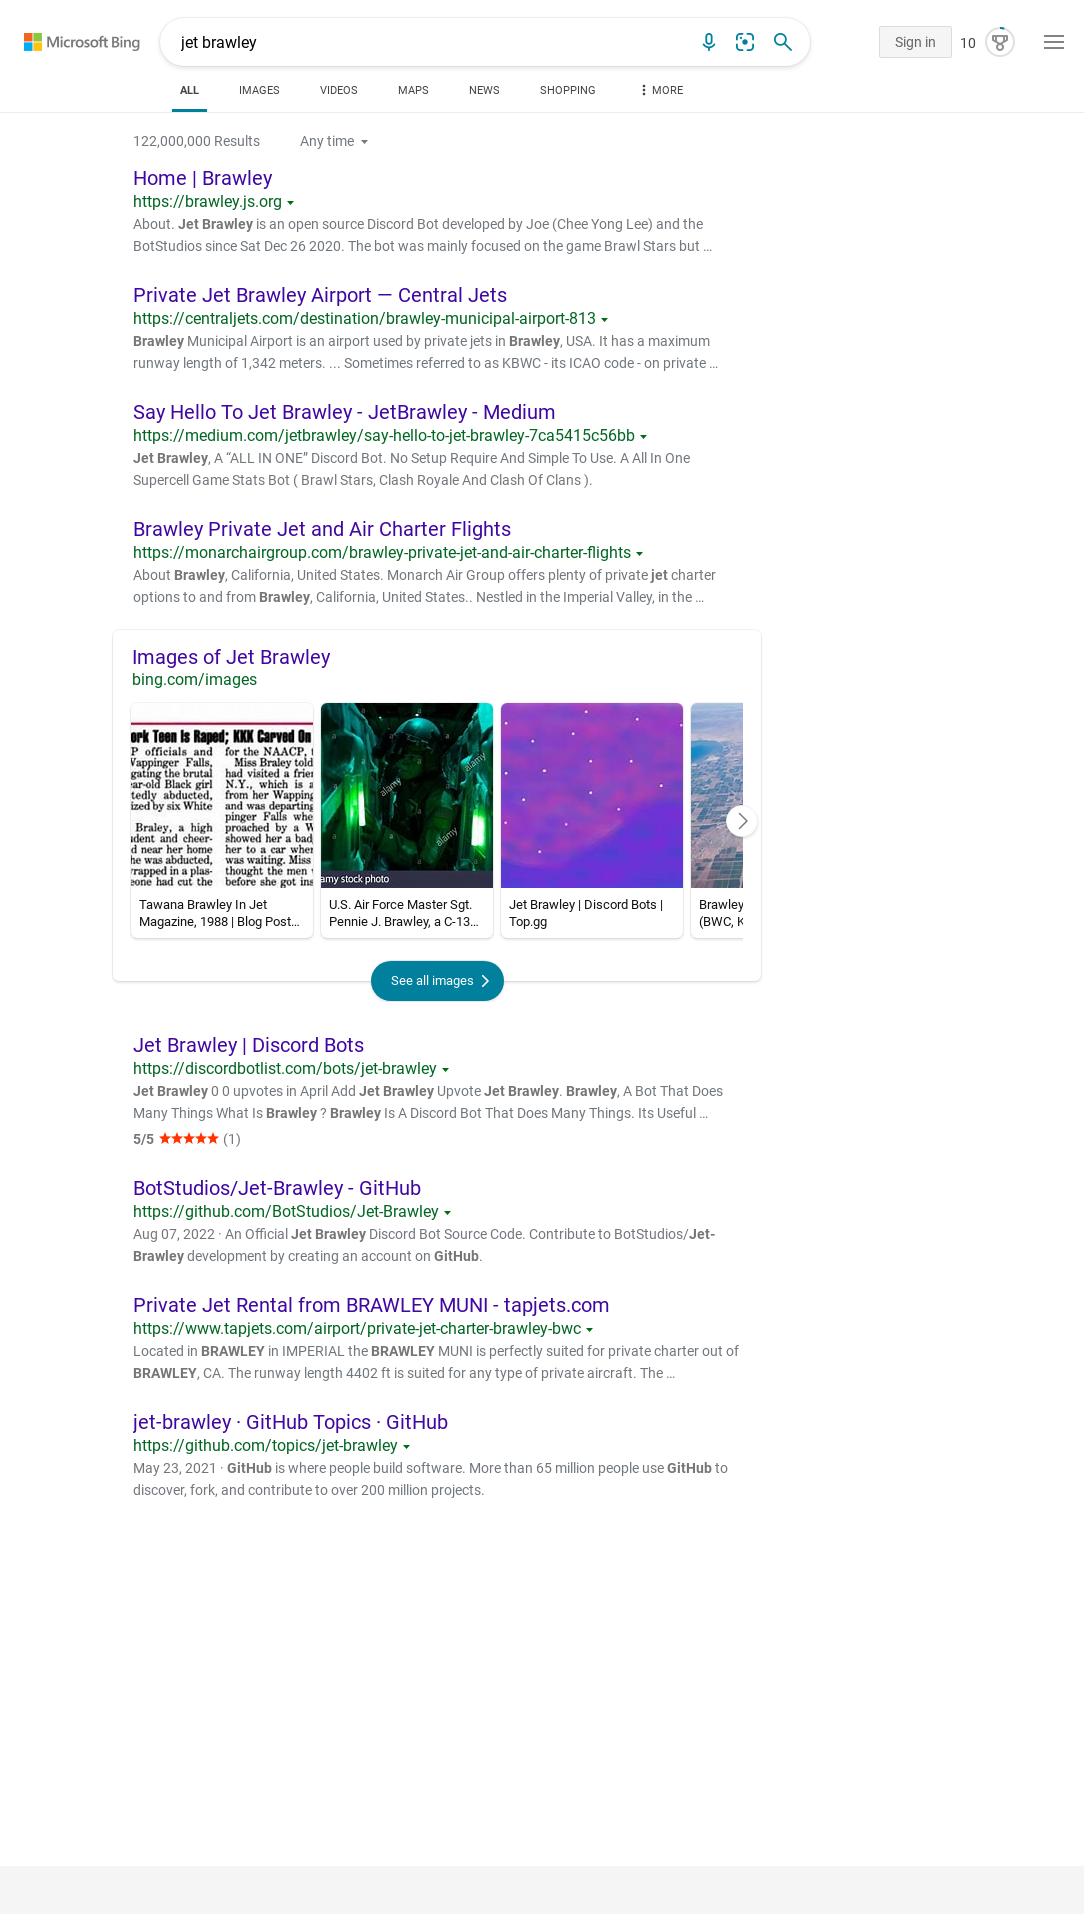 Microsoft Bing
jet brawley
Sign in
10
ALL
IMAGES
VIDEOS
MAPS
NEWS
SHOPPING
MORE
122,000,000 Results
Any time
Home | Brawley
https://brawley.js.org
About. Jet Brawley is an open source Discord Bot developed by Joe (Chee Yong Lee) and the
BotStudios since Sat Dec 26 2020. The bot was mainly focused on the game Brawl Stars but ...
Private Jet Brawley Airport — Central Jets
https://centraljets.com/destination/brawley-municipal-airport-813
Brawley Municipal Airport is an airport used by private jets in Brawley, USA. It has a maximum
runway length of 1,342 meters. ... Sometimes referred to as KBWC - its ICAO code - on private ...
Say Hello To Jet Brawley - JetBrawley - Medium
https://medium.com/jetbrawley/say-hello-to-jet-brawley-7ca5415c56bb
Jet Brawley, A “ALL IN ONE” Discord Bot. No Setup Require And Simple To Use. A All In One
Supercell Game Stats Bot ( Brawl Stars, Clash Royale And Clash Of Clans ).
Brawley Private Jet and Air Charter Flights
https://monarchairgroup.com/brawley-private-jet-and-air-charter-flights
About Brawley, California, United States. Monarch Air Group offers plenty of private jet charter
options to and from Brawley, California, United States.. Nestled in the Imperial Valley, in the ...
Images of Jet Brawley
bing.com/images
ork Teen Is Raped; KKK Carved On
P officials and
Wappinger Falls,
gating the brutal
ear-old Black girl
tedly abducted,
ized by six White
Braley, a high
dent and cheer-
d near her home
he was abducted,
wrapped in a plas-
eone had cut the
for the NAACP, t
Miss Braley told
had visited a frien
N.Y., which is a
from her Wapping
and was departing
ger Falls whe
proached by a W
showed her a bad
her to a car wher
was waiting. Miss
thought the men w
before she got ins
alamy
alamy
alamy
amy stock photo
Tawana Brawley In Jet
Magazine, 1988 | Blog Post...
U.S. Air Force Master Sgt.
Pennie J. Brawley, a C-13...
Jet Brawley | Discord Bots |
Top.gg
Brawley
(BWC, K
See all images
Jet Brawley | Discord Bots
https://discordbotlist.com/bots/jet-brawley
Jet Brawley 0 0 upvotes in April Add Jet Brawley Upvote Jet Brawley. Brawley, A Bot That Does
Many Things What Is Brawley ? Brawley Is A Discord Bot That Does Many Things. Its Useful ...
5/5 ★★★★★ (1)
BotStudios/Jet-Brawley - GitHub
https://github.com/BotStudios/Jet-Brawley
Aug 07, 2022 · An Official Jet Brawley Discord Bot Source Code. Contribute to BotStudios/Jet-
Brawley development by creating an account on GitHub.
Private Jet Rental from BRAWLEY MUNI - tapjets.com
https://www.tapjets.com/airport/private-jet-charter-brawley-bwc
Located in BRAWLEY in IMPERIAL the BRAWLEY MUNI is perfectly suited for private charter out of
BRAWLEY, CA. The runway length 4402 ft is suited for any type of private aircraft. The ...
jet-brawley · GitHub Topics · GitHub
https://github.com/topics/jet-brawley
May 23, 2021 · GitHub is where people build software. More than 65 million people use GitHub to
discover, fork, and contribute to over 200 million projects.